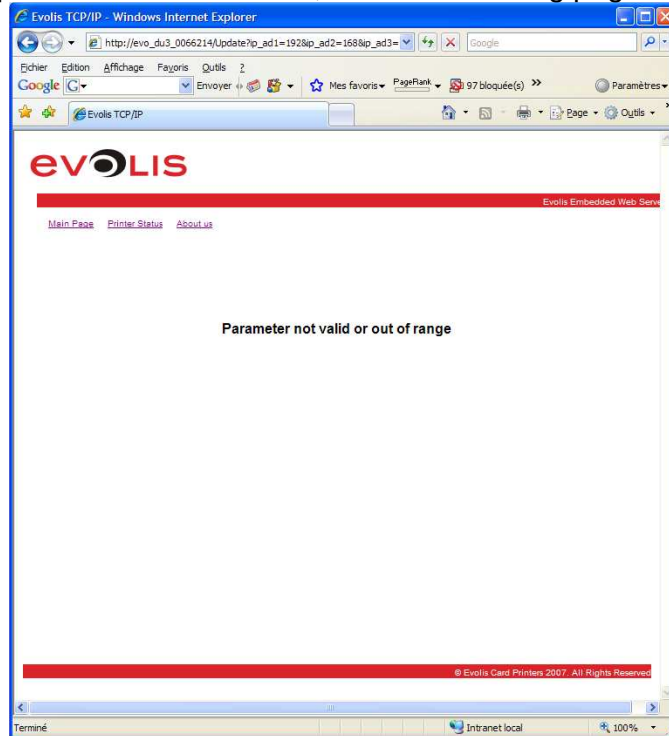 Evolis TCP/IP - Windows Internet Explorer
http://evo_du3_0066214/Update?ip_ad1=192&ip_ad2=168&ip_ad3=
Google
Fichier Edition Affichage Favoris Outils ?
Google G Envoyer Mes favoris PageRank 97 bloquée(s) >> Paramètres
Evolis TCP/IP
Page Outils
evolis
Evolis Embedded Web Serve
Main Page Printer Status About us
Parameter not valid or out of range
© Evolis Card Printers 2007. All Rights Reserved
Terminé Intranet local 100%